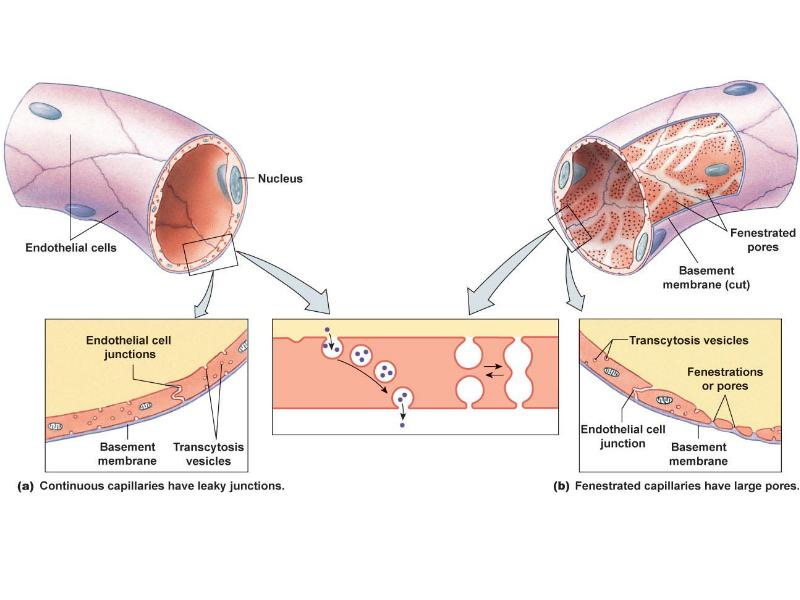 Nucleus
Endothelial cells
Fenestrated
pores
Basement
membrane (cut)
Endothelial cell
junctions
Basement
membrane
Transcytosis
vesicles
Transcytosis vesicles
Fenestrations
or pores
Endothelial cell
junction
Basement
membrane
(a) Continuous capillaries have leaky junctions.
(b) Fenestrated capillaries have large pores.